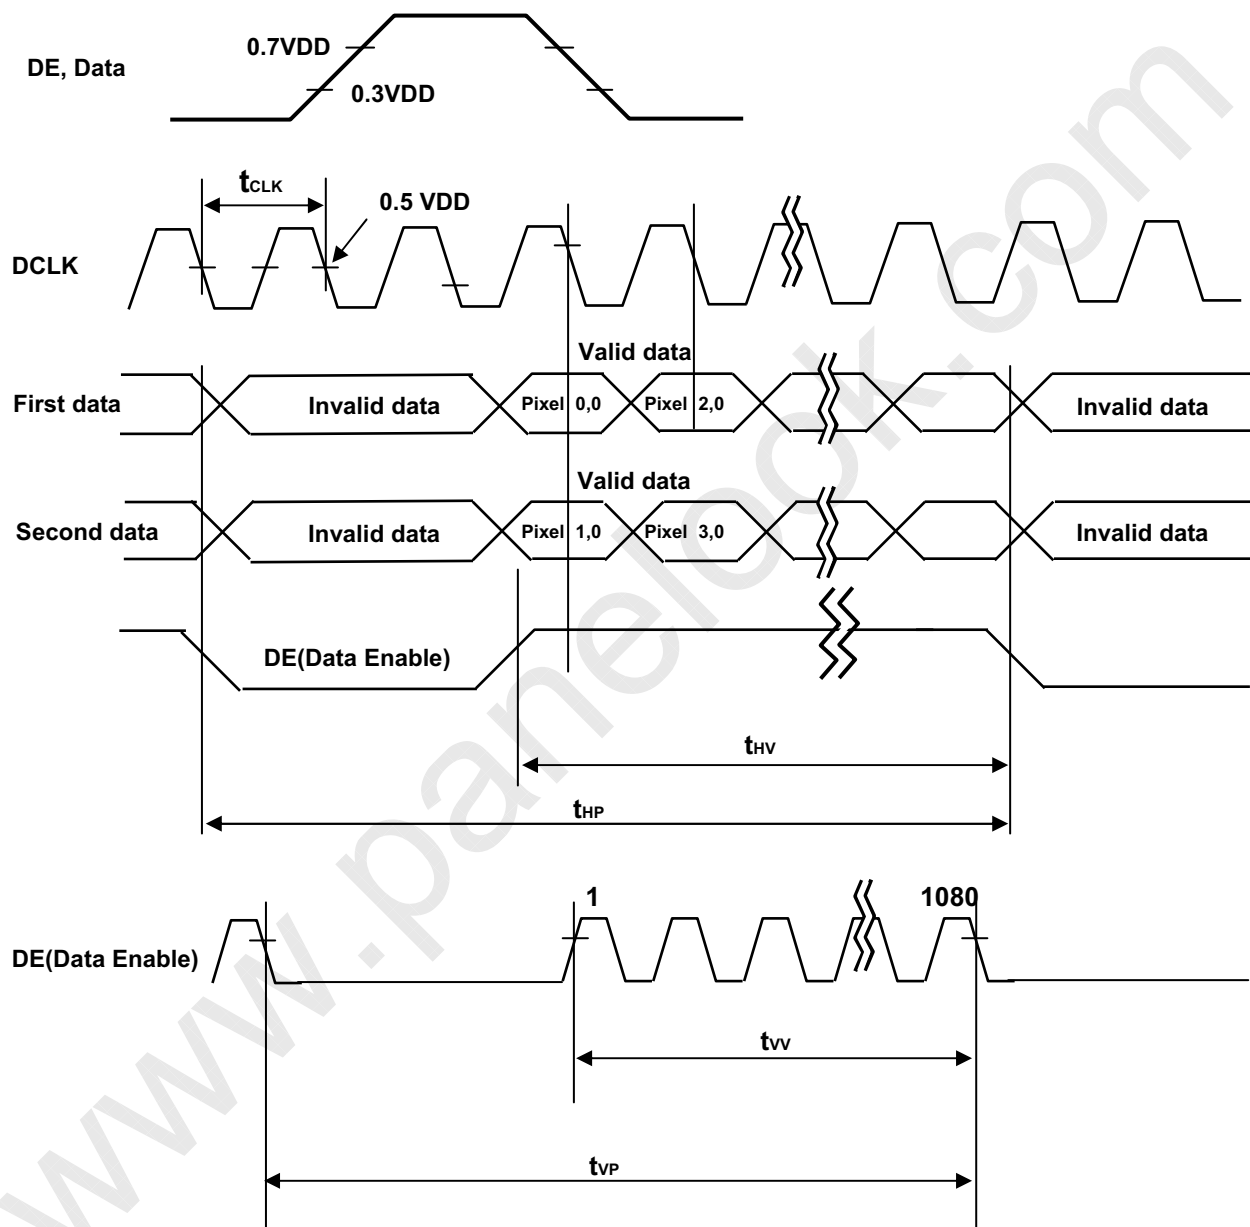 0.7VDD
DE, Data
0.3VDD
tCLK
0.5 VDD
DCLK
Valid data
First data
Invalid data
Pixel 0,0
Pixel 2,0
Invalid data
Valid data
Second data
Invalid data
Pixel 1,0
Pixel 3,0
Invalid data
DE(Data Enable)
tHV
tHP
1
1080
DE(Data Enable)
tVV
tVP
www.panelook.com